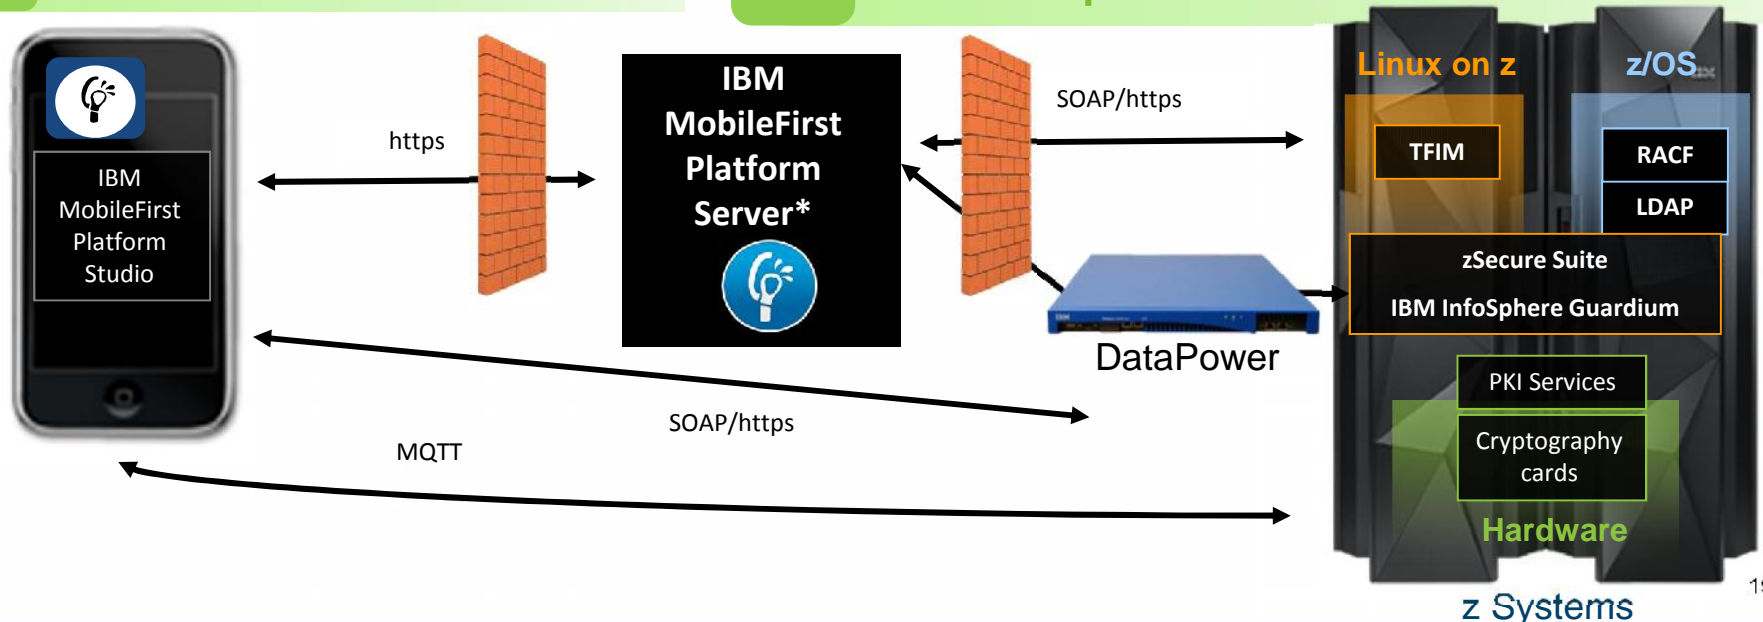 IBM
MobileFirst
Platform
Studio
https
IBM
MobileFirst
Platform
Server*
SOAP/https
DataPower
SOAP/https
MQTT
Linux on z
z/OS
TFIM
RACF
LDAP
zSecure Suite
IBM InfoSphere Guardium
PKI Services
Cryptography
cards
Hardware
z Systems